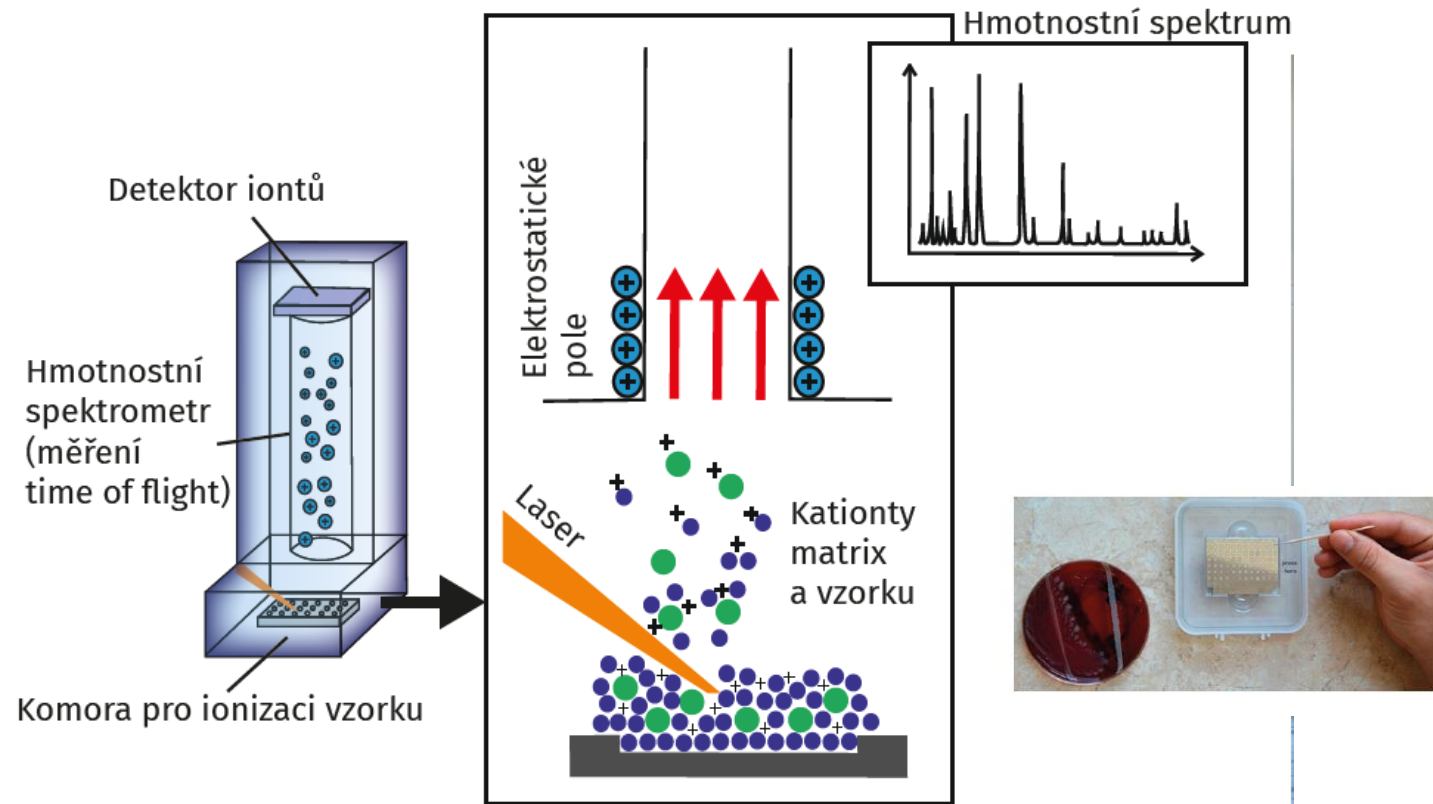 Hmotnostní spektrum
Detektor iontů
Hmotnostní
spektrometr
(měření
time of flight)
Komora pro ionizaci vzorku
Elektrostatické
pole
Laser
Kationty
matrix
a vzorku